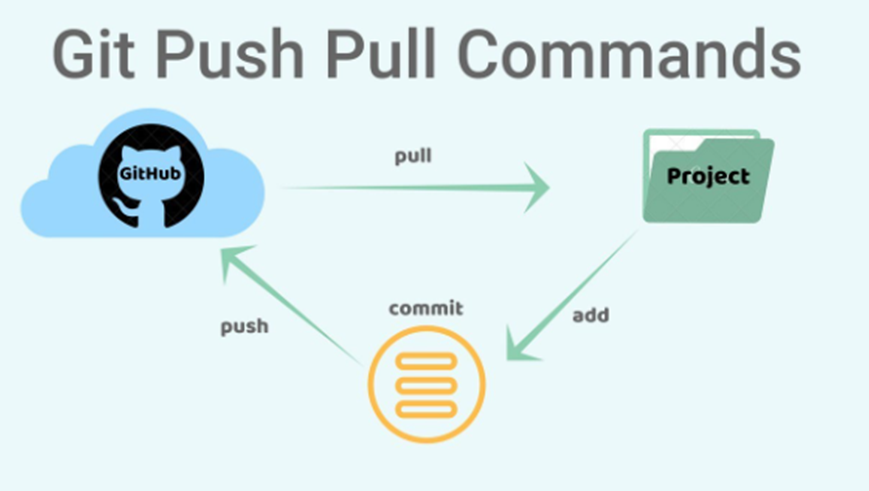 Git Push Pull Commands
GitHub
pull
Project
push
commit
add